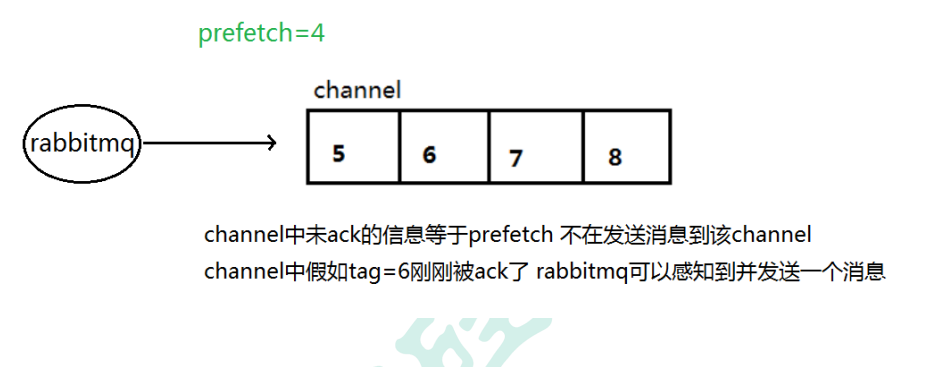 prefetch=4
channel
rabbitmq
5 6 7 8
channel中未ack的信息等于prefetch 不在发送消息到该channel
channel中假如tag=6刚刚被ack了 rabbitmq可以感知到并发送一个消息